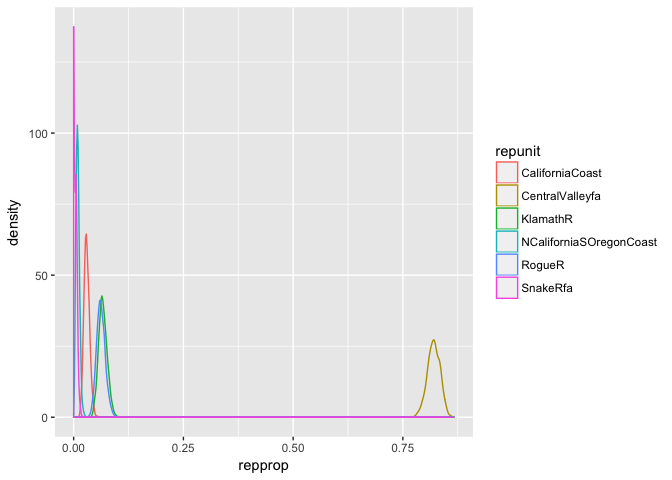 density
100
50
0
0.00 0.25 0.50 0.75
repprop
repunit
CaliforniaCoast
CentralValleyfa
KlamathR
NCaliforniaSOregonCoast
RogueR
SnakeRfa